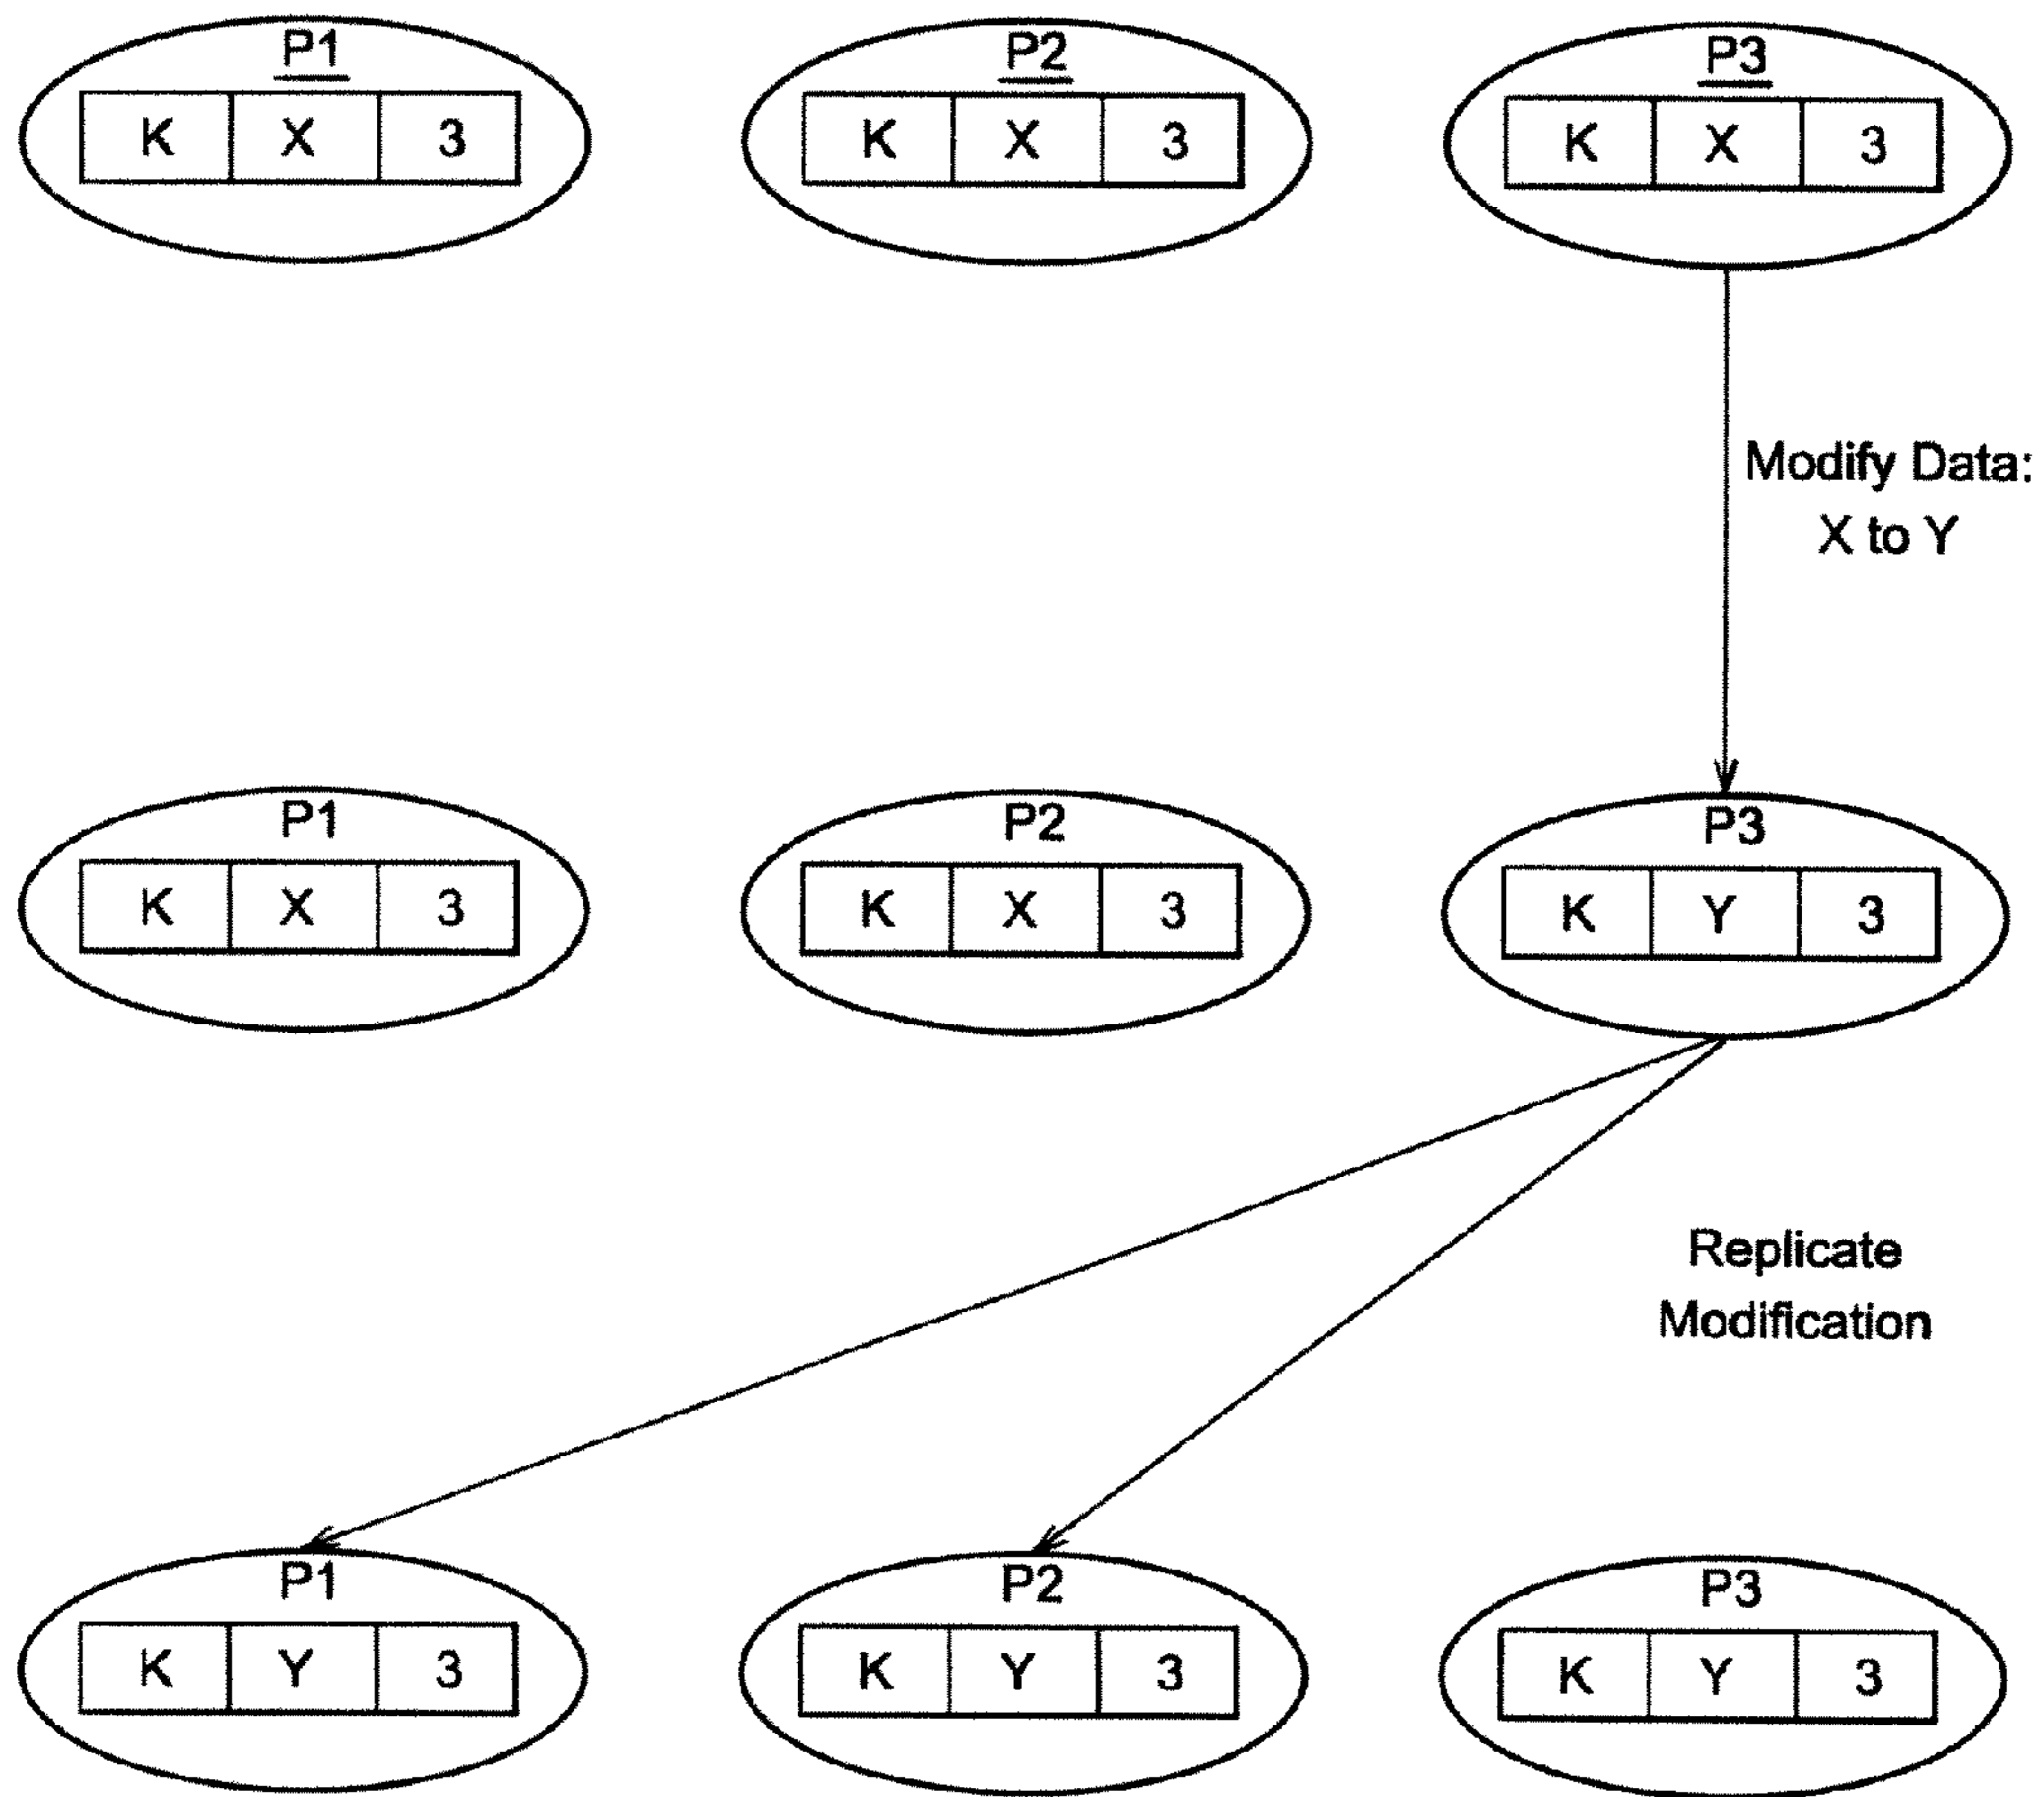 P1 P2 P3
K X 3 K X 3 K X 3
Modify Data:
X to Y
P1 P2 P3
K X 3 K X 3 K Y 3
Replicate
Modification
P1 P2 P3
K Y 3 K Y 3 K Y 3